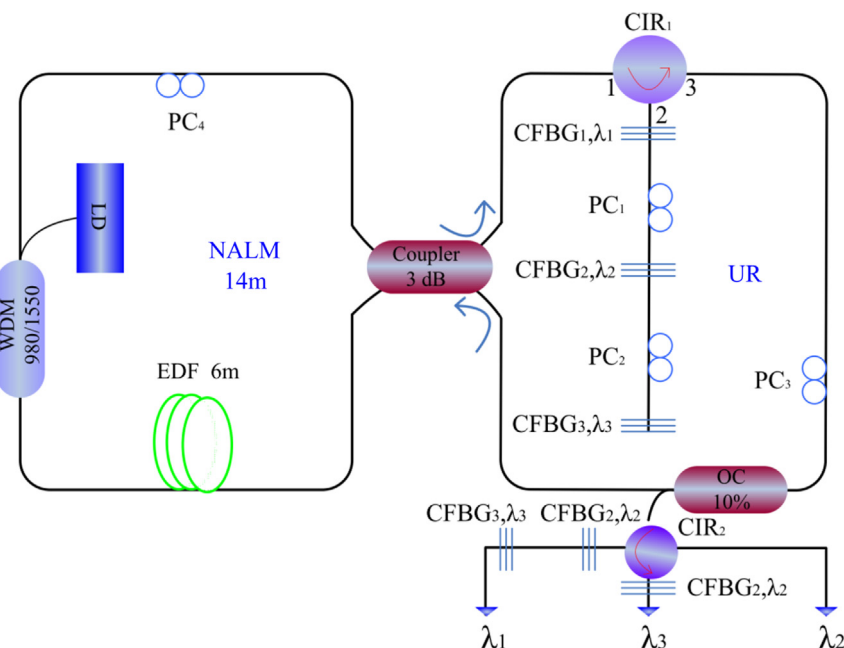 CIR₁
1
3
2
PC₄
CFBG₁,λ₁
LD
PC₁
NALM
14m
Coupler
3 dB
CFBG₂,λ₂
UR
WDM
980/1550
PC₂
EDF 6m
PC₃
CFBG₃,λ₃
OC
10%
CFBG₃,λ₃
CFBG₂,λ₂
CIR₂
CFBG₂,λ₂
λ₁
λ₃
λ₂